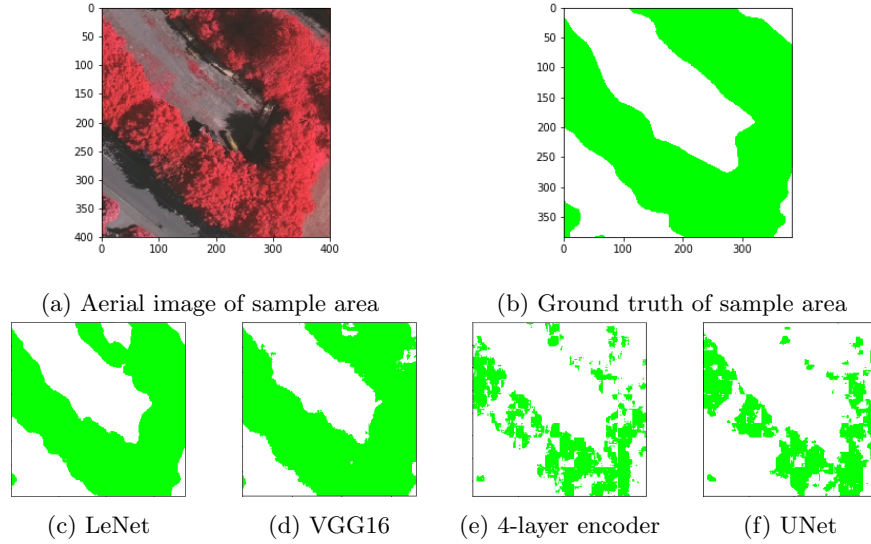 0
50
100
150
200
250
300
350
400
0 100 200 300 400
0
50
100
150
200
250
300
350
0 100 200 300
(a) Aerial image of sample area
(b) Ground truth of sample area
(c) LeNet
(d) VGG16
(e) 4-layer encoder
(f) UNet